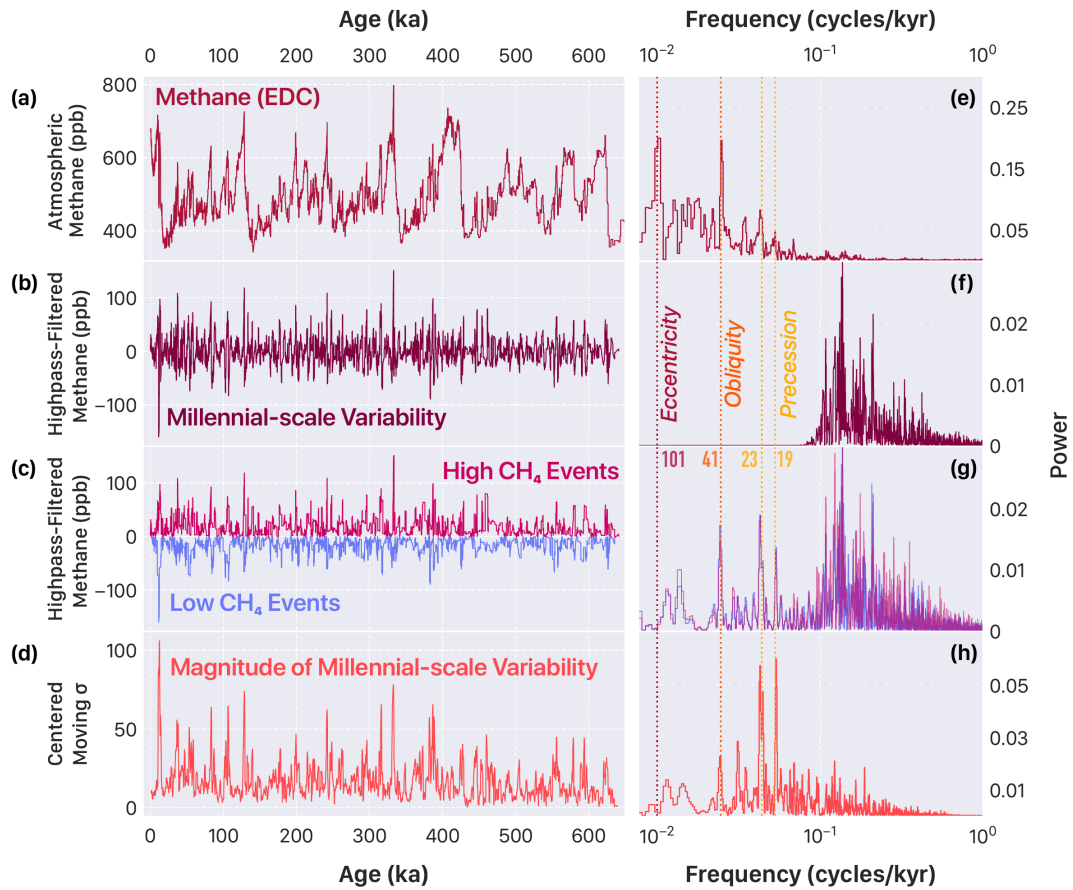 Age (ka)
Frequency (cycles/kyr)
0 100 200 300 400 500 600
10⁻² 10⁻¹ 10⁰
(a)
Atmospheric
Methane (ppb)
800
600
400
Methane (EDC)
(e)
0.25
0.15
0.05
(b)
Highpass-Filtered
Methane (ppb)
100
0
−100
Millennial-scale Variability
(f)
Eccentricity
Obliquity
Precession
0.02
0.01
0
Power
(c)
Highpass-Filtered
Methane (ppb)
100
0
−100
High CH₄ Events
Low CH₄ Events
101 41 23 19
(g)
0.02
0.01
0
(d)
Centered
Moving σ
100
50
0
Magnitude of Millennial-scale Variability
(h)
0.05
0.03
0.01
0 100 200 300 400 500 600
10⁻² 10⁻¹ 10⁰
Age (ka)
Frequency (cycles/kyr)